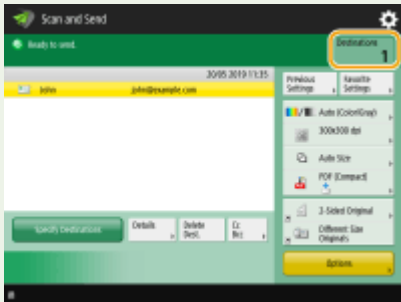 Scan and Send
Ready to send.
Destinations
1
20/05 2019 11:35
John
john@example.com
Previous Settings
Favorite Settings
Auto (Color/Gray)
300x300 dpi
Auto Size
PDF (Compact)
2-Sided Original
Different Size Originals
Specify Destinations
Details
Delete Dest.
Cc Bcc
Options